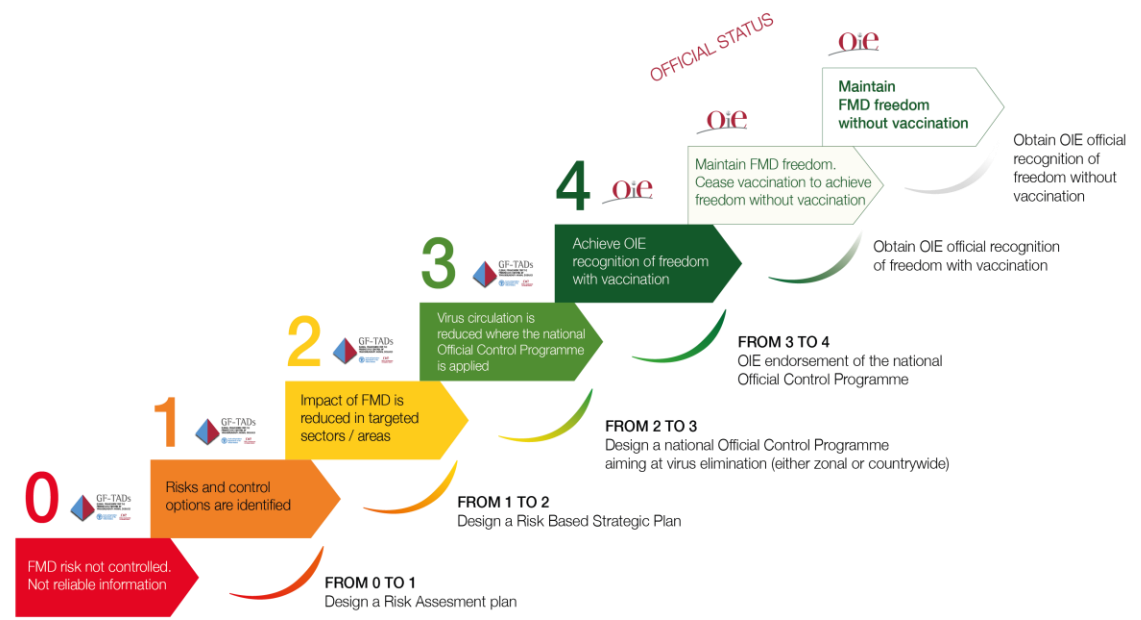 OFFICIAL STATUS
OiE
Maintain
FMD freedom
without vaccination
Obtain OIE official
recognition of
freedom without
vaccination
OiE
Maintain FMD freedom.
Cease vaccination to achieve
freedom without vaccination
Obtain OIE official recognition
of freedom with vaccination
4
OiE
Achieve OIE
recognition of freedom
with vaccination
FROM 3 TO 4
OIE endorsement of the national
Official Control Programme
3
GF-TADs
Virus circulation is
reduced where the national
Official Control Programme
is applied
FROM 2 TO 3
Design a national Official Control Programme
aiming at virus elimination (either zonal or countrywide)
2
GF-TADs
Impact of FMD is
reduced in targeted
sectors / areas
FROM 1 TO 2
Design a Risk Based Strategic Plan
1
GF-TADs
Risks and control
options are identified
FROM 0 TO 1
Design a Risk Assesment plan
0
GF-TADs
FMD risk not controlled.
Not reliable information